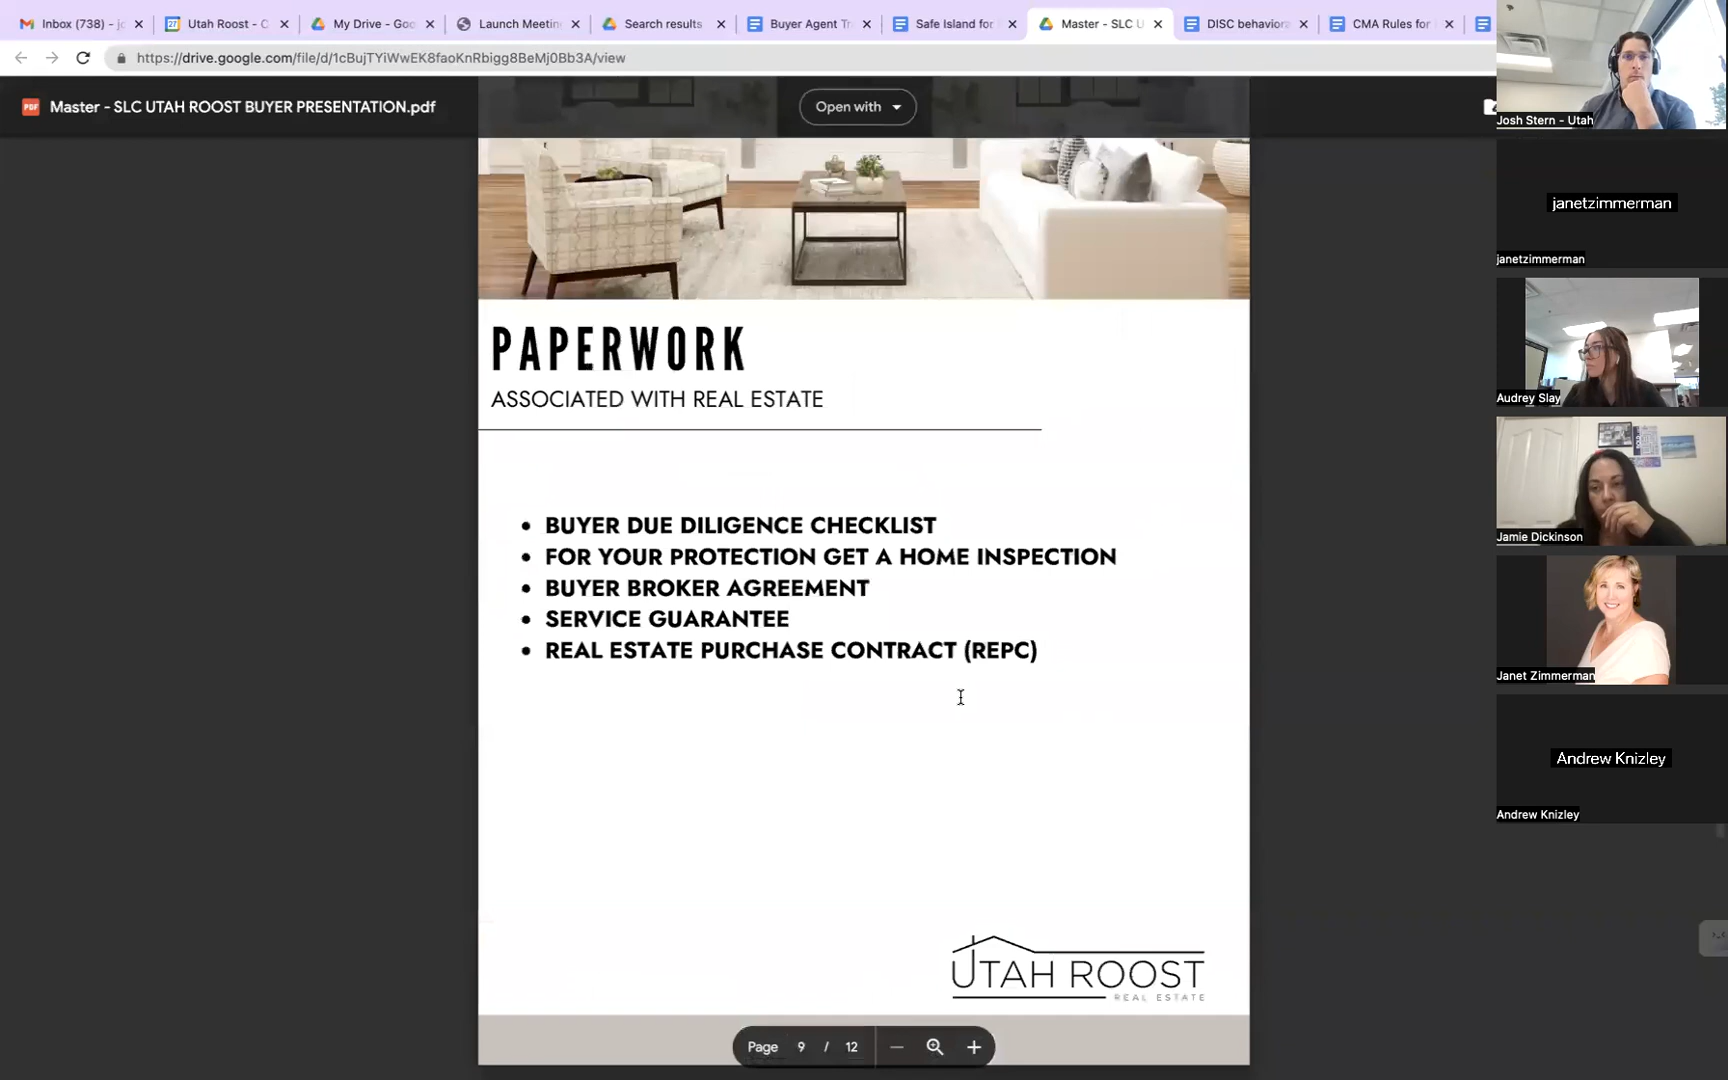 Inbox (738) - j
Utah Roost - C
My Drive - Goo
Launch Meetin
Search results
Buyer Agent Tr
Safe Island for
Master - SLC U
DISC behaviora
CMA Rules for
https://drive.google.com/file/d/1cBujTYiWwEK8faoKnRbigg8BeMj0Bb3A/view
PDF
Master - SLC UTAH ROOST BUYER PRESENTATION.pdf
Open with
PAPERWORK
ASSOCIATED WITH REAL ESTATE
• BUYER DUE DILIGENCE CHECKLIST
• FOR YOUR PROTECTION GET A HOME INSPECTION
• BUYER BROKER AGREEMENT
• SERVICE GUARANTEE
• REAL ESTATE PURCHASE CONTRACT (REPC)
UTAH ROOST
REAL ESTATE
Page 9 / 12
Josh Stern - Utah
janetzimmerman
janetzimmerman
Audrey Slay
Jamie Dickinson
Janet Zimmerman
Andrew Knizley
Andrew Knizley